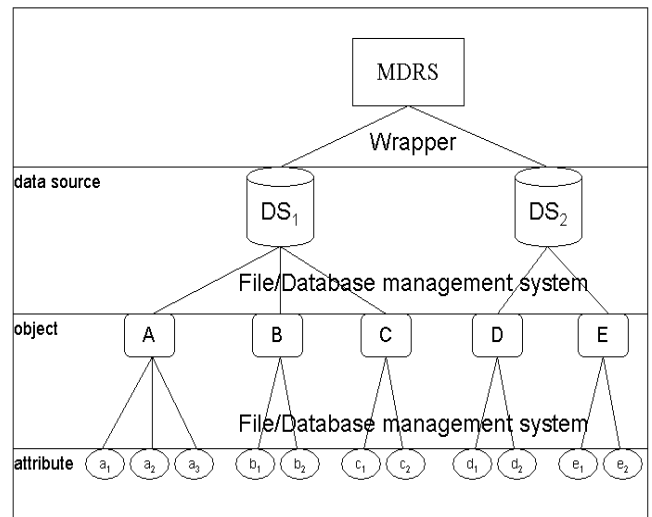 MDRS
Wrapper
data source
DS₁ DS₂
File/Database management system
object
A B C D E
File/Database management system
attribute a₁ a₂ a₃ b₁ b₂ c₁ c₂ d₁ d₂ e₁ e₂